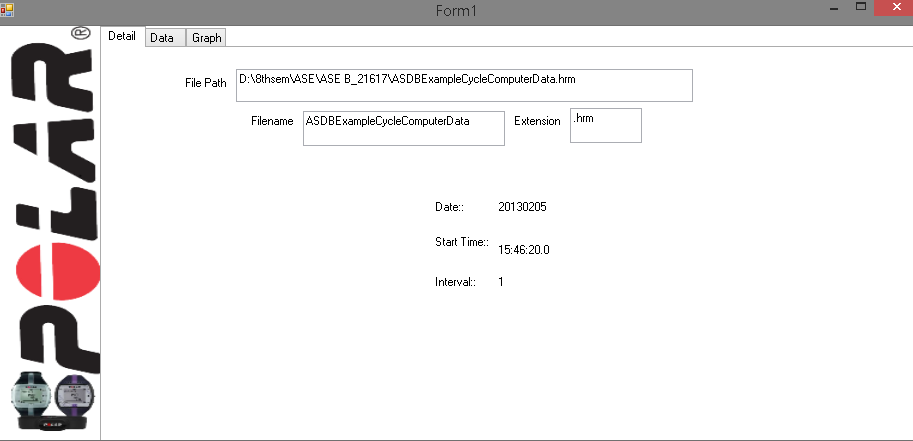 Form1
POLAR®
Detail Data Graph
File Path D:\8thsem\ASE\ASE B_21617\ASDBExampleCycleComputerData.hrm
Filename ASDBExampleCycleComputerData Extension .hrm
Date:: 20130205
Start Time:: 15:46:20.0
Interval:: 1
POLAR